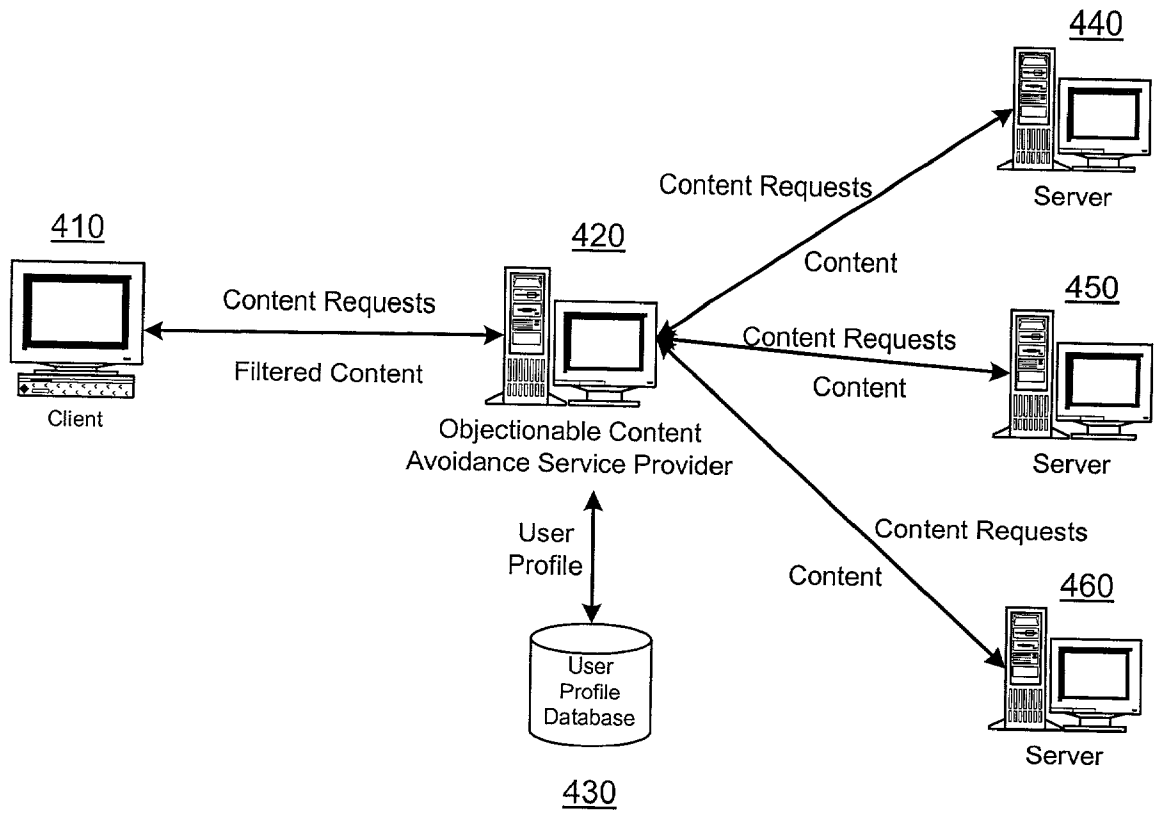 440
Server
Content Requests
Content
410
Client
Content Requests
Filtered Content
420
Objectionable Content
Avoidance Service Provider
450
Content Requests
Content
Server
User
Profile
Content Requests
Content
460
Server
User
Profile
Database
430